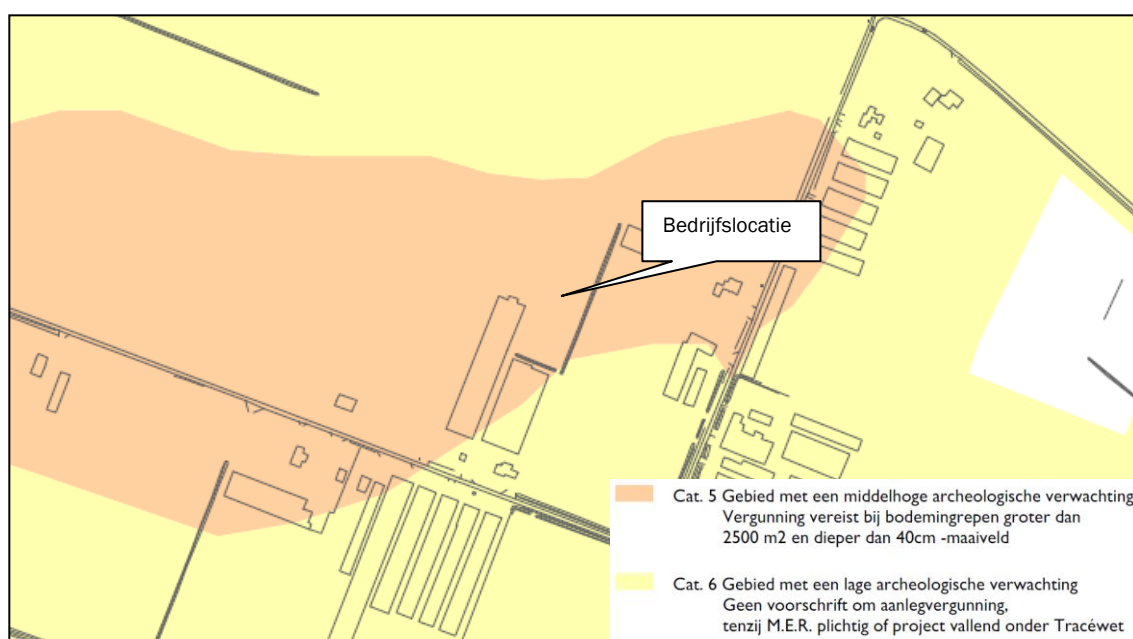 Bedrijfslocatie
Cat. 5 Gebied met een middelhoge archeologische verwachting
Vergunning vereist bij bodemingrepen groter dan
2500 m2 en dieper dan 40cm -maaiveld
Cat. 6 Gebied met een lage archeologische verwachting
Geen voorschrift om aanlegvergunning,
tenzij M.E.R. plichtig of project vallend onder Tracéwet